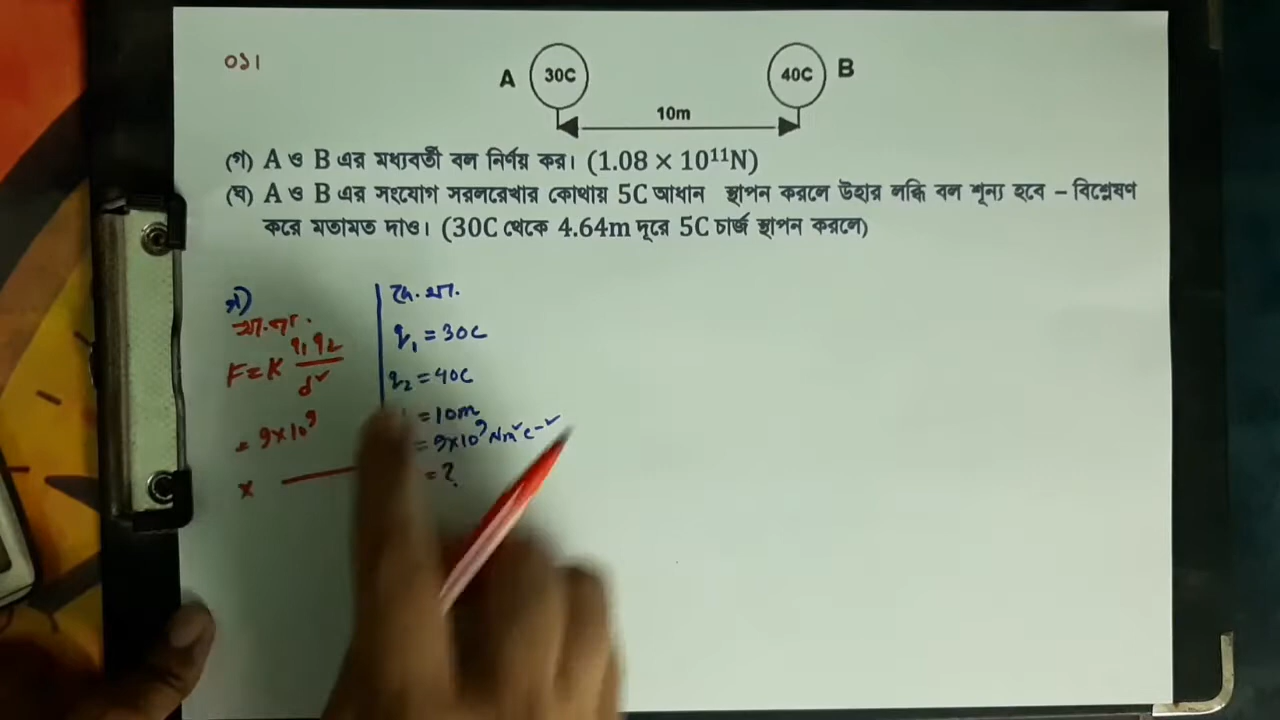 ০১।
A 30C 40C B
10m
(গ) A ও B এর মধ্যবর্তী বল নির্ণয় কর। (1.08 × 10¹¹N)
(ঘ) A ও B এর সংযোগ সরলরেখার কোথায় 5C আধান স্থাপন করলে উহার লব্ধি বল শূন্য হবে – বিশ্লেষণ
করে মতামত দাও। (30C থেকে 4.64m দূরে 5C চার্জ স্থাপন করলে)
গ)
আ.পা.
F = K q₁q₂ / d²
= 9×10⁹
×
দে.আ.
q₁ = 30C
q₂ = 40C
= 10m
= 9×10⁹ Nm²C⁻²
= ?